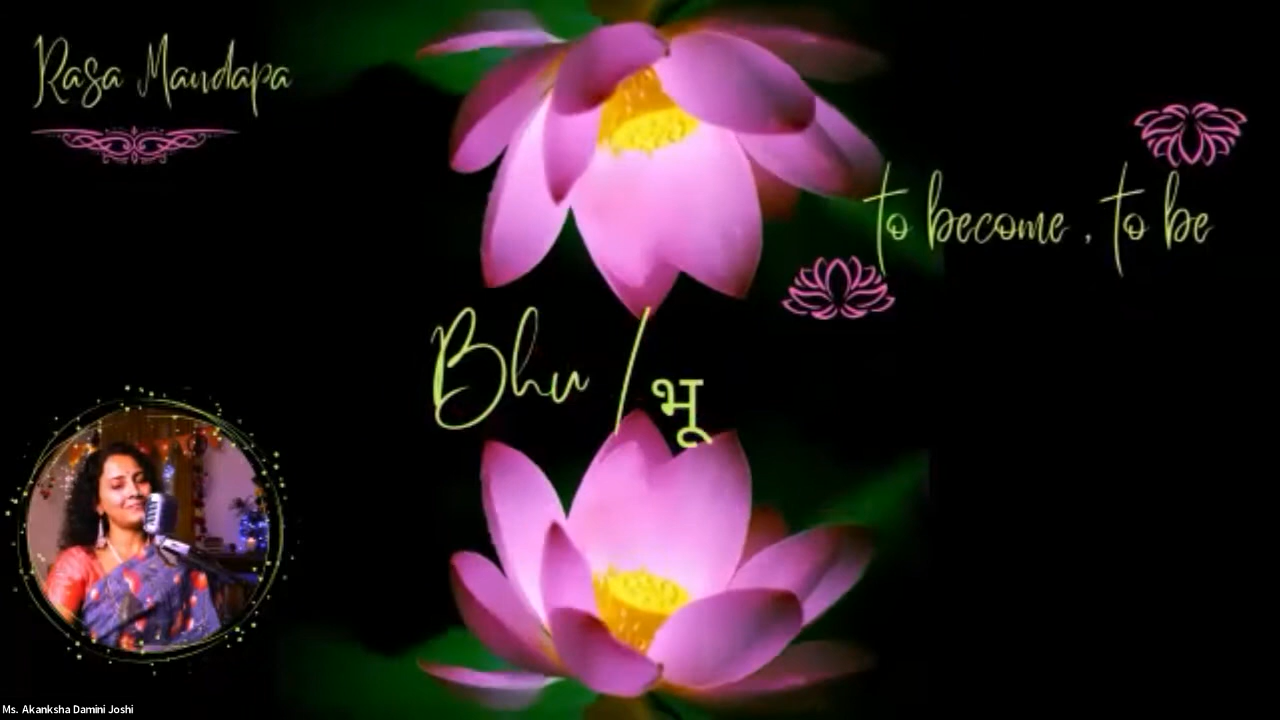 Rasa Mandapa
to become , to be
Bhu / भू
Ms. Akanksha Damini Joshi